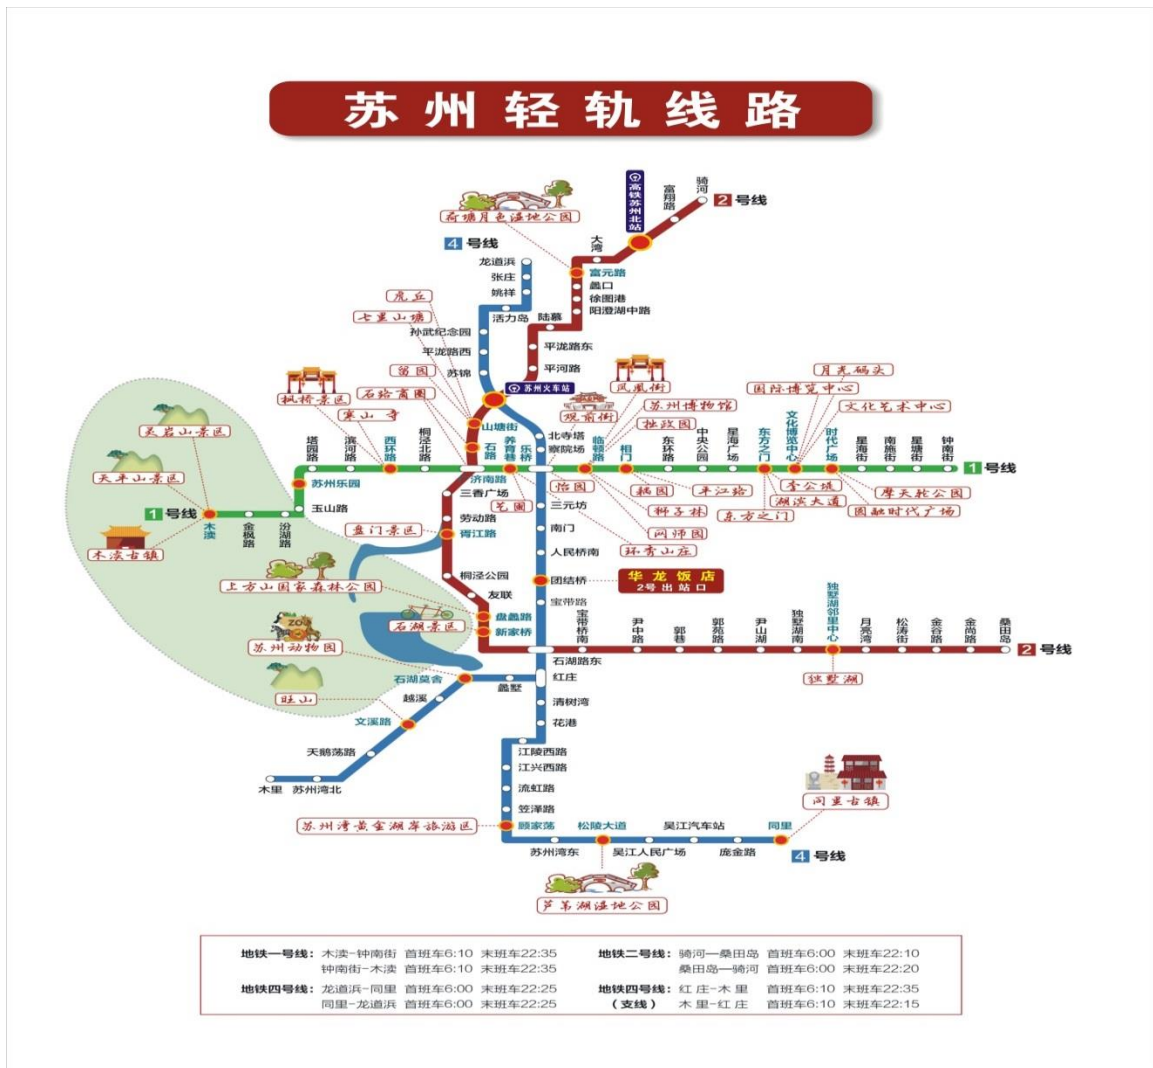 苏州轻轨线路
骑河
2号线
富翔路
高铁苏州北站
荷塘月色湿地公园
大湾
4号线
龙道浜
富元路
张庄
蠡口
姚祥
徐图港
虎丘
阳澄湖中路
七里山塘
活力岛
陆慕
孙武纪念园
平泷路东
平泷路西
留园
苏锦
平河路
凤凰街
月亮码头
国际博览中心
枫桥景区
石路商圈
苏州火车站
观前街
苏州博物馆
文化艺术中心
寒山寺
拙政园
山塘街
灵岩山景区
塔园路
滨河路
西环路
桐泾北路
石路
养育巷
乐桥
北寺塔
察院场
临顿路
相门
东环路
中央公园
星海广场
东方之门
文化博览中心
时代广场
星海街
南施街
星塘街
钟南街
1号线
天平山景区
苏州乐园
济南路
三香广场
艺圃
怡园
耦园
平江路
李公堤
摩天轮公园
1号线
木渎
金枫路
汾湖路
玉山路
三元坊
狮子林
湖滨大道
东方之门
圆融时代广场
劳动路
盘门景区
胥江路
南门
网师园
木渎古镇
人民桥南
环秀山庄
上方山国家森林公园
桐泾公园
团结桥
华龙饭店
2号出站口
友联
宝带路
石湖景区
盘蠡路
新家桥
宝带桥南
尹中路
郭巷
郭苑路
尹山湖
独墅湖南
独墅湖邻里中心
月亮湾
松涛街
金谷路
金尚路
桑田岛
2号线
ZOO
苏州动物园
石湖路东
石湖莫舍
蠡墅
红庄
独墅湖
旺山
越溪
清树湾
文溪路
花港
天鹅荡路
江陵西路
江兴西路
木里
苏州湾北
流虹路
同里古镇
笠泽路
苏州湾黄金湖岸旅游区
顾家荡
松陵大道
吴江汽车站
同里
苏州湾东
吴江人民广场
庞金路
4号线
芦苇湖湿地公园
地铁一号线：木渎-钟南街 首班车6:10 末班车22:35
钟南街-木渎 首班车6:10 末班车22:35
地铁二号线：骑河—桑田岛 首班车6:00 末班车22:10
桑田岛—骑河 首班车6:00 末班车22:20
地铁四号线：龙道浜-同里 首班车6:00 末班车22:25
同里-龙道浜 首班车6:00 末班车22:25
地铁四号线：红庄-木里 首班车6:10 末班车22:35
（支线） 木里-红庄 首班车6:10 末班车22:15